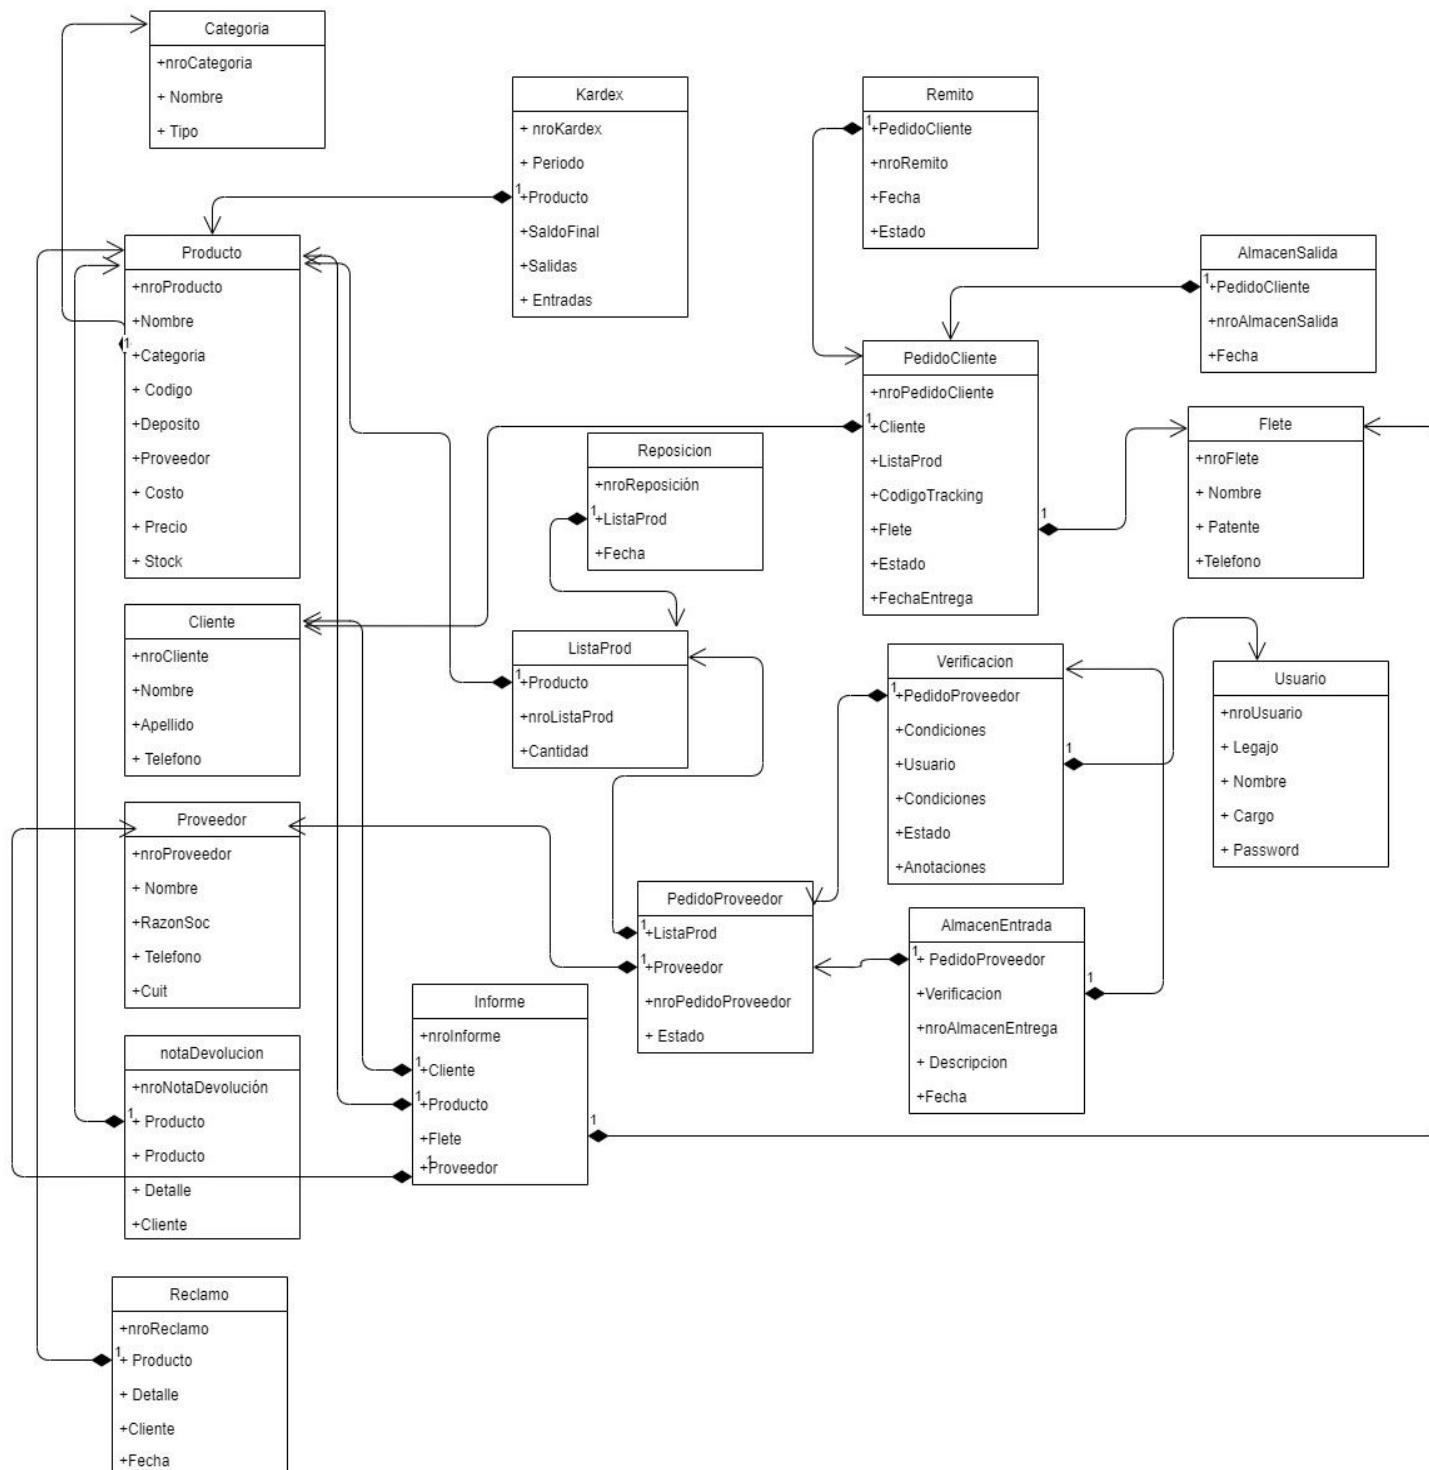 Categoria
+nroCategoria
+ Nombre
+ Tipo
Kardex
+ nroKardex
+ Periodo
1
+Producto
+SaldoFinal
+Salidas
+ Entradas
Remito
1
+PedidoCliente
+nroRemito
+Fecha
+Estado
Producto
+nroProducto
+Nombre
1
+Categoria
+ Codigo
+Deposito
+Proveedor
+ Costo
+ Precio
+ Stock
AlmacenSalida
1
+PedidoCliente
+nroAlmacenSalida
+Fecha
PedidoCliente
+nroPedidoCliente
1
+Cliente
+ListaProd
+CodigoTracking
+Flete
1
+Estado
+FechaEntrega
Flete
+nroFlete
+ Nombre
+ Patente
+Telefono
Reposicion
+nroReposición
1
+ListaProd
+Fecha
Cliente
+nroCliente
+Nombre
+Apellido
+ Telefono
ListaProd
1
+Producto
+nroListaProd
+Cantidad
Verificacion
1
+PedidoProveedor
+Condiciones
+Usuario
1
+Condiciones
+Estado
+Anotaciones
Usuario
+nroUsuario
+ Legajo
+ Nombre
+ Cargo
+ Password
Proveedor
+nroProveedor
+ Nombre
+RazonSoc
+ Telefono
+Cuit
PedidoProveedor
1
+ListaProd
1
+Proveedor
+nroPedidoProveedor
+ Estado
AlmacenEntrada
1
+ PedidoProveedor
+Verificacion
1
+nroAlmacenEntrega
+ Descripcion
+Fecha
Informe
+nroInforme
1
+Cliente
1
+Producto
+Flete
1
1
+Proveedor
notaDevolucion
+nroNotaDevolución
1
+ Producto
+ Producto
+ Detalle
+Cliente
Reclamo
+nroReclamo
1
+ Producto
+ Detalle
+Cliente
+Fecha